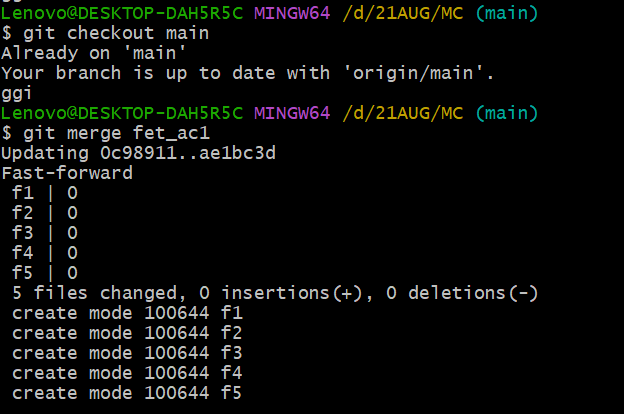 Lenovo@DESKTOP-DAH5R5C MINGW64 /d/21AUG/MC (main)
$ git checkout main
Already on 'main'
Your branch is up to date with 'origin/main'.
ggi
Lenovo@DESKTOP-DAH5R5C MINGW64 /d/21AUG/MC (main)
$ git merge fet_ac1
Updating 0c98911..ae1bc3d
Fast-forward
 f1 | 0
 f2 | 0
 f3 | 0
 f4 | 0
 f5 | 0
 5 files changed, 0 insertions(+), 0 deletions(-)
 create mode 100644 f1
 create mode 100644 f2
 create mode 100644 f3
 create mode 100644 f4
 create mode 100644 f5